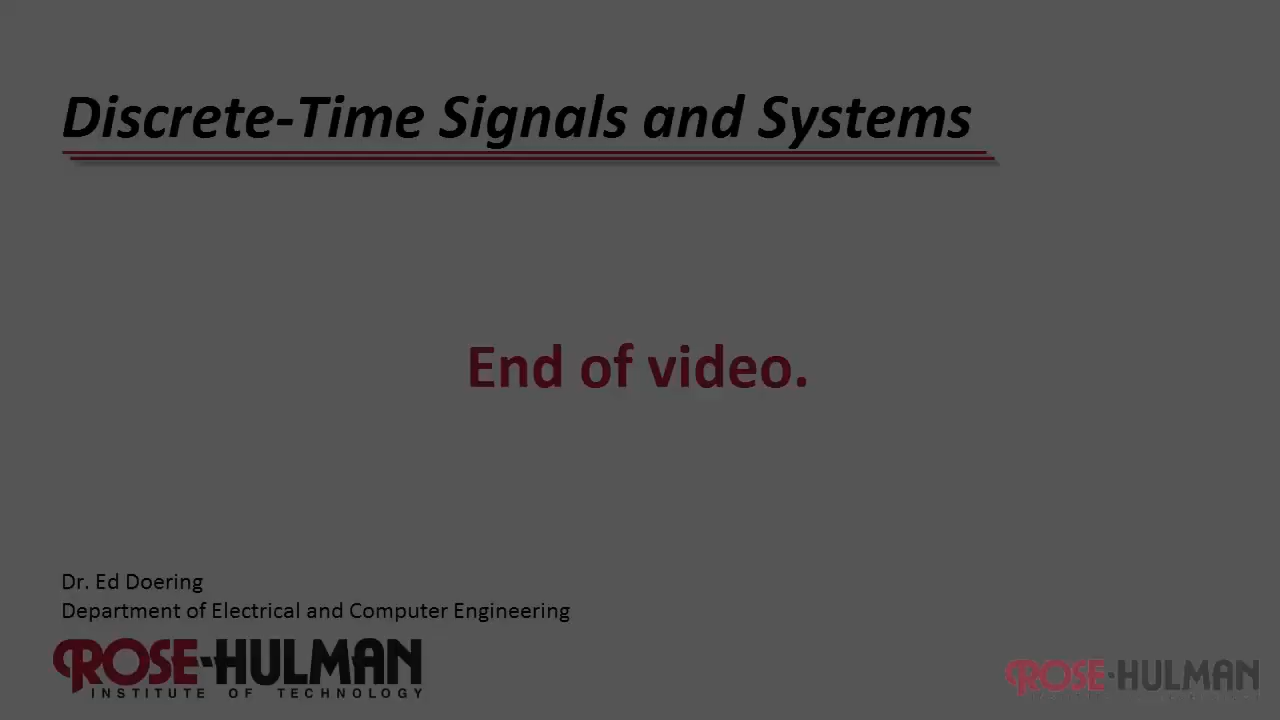 Discrete-Time Signals and Systems
End of video.
Dr. Ed Doering
Department of Electrical and Computer Engineering
ROSE-HULMAN
INSTITUTE OF TECHNOLOGY
ROSE-HULMAN